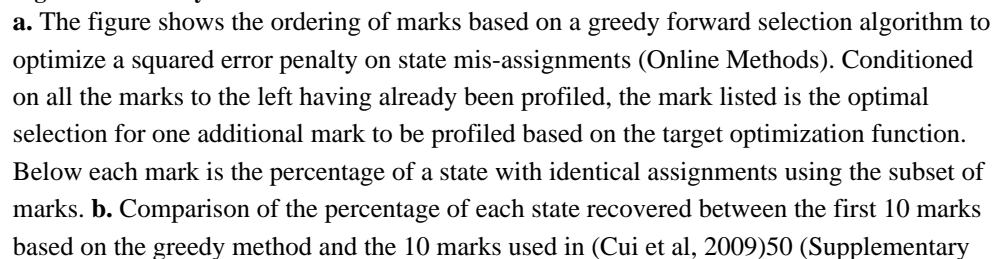 a. The figure shows the ordering of marks based on a greedy forward selection algorithm to
optimize a squared error penalty on state mis-assignments (Online Methods). Conditioned
on all the marks to the left having already been profiled, the mark listed is the optimal
selection for one additional mark to be profiled based on the target optimization function.
Below each mark is the percentage of a state with identical assignments using the subset of
marks. b. Comparison of the percentage of each state recovered between the first 10 marks
based on the greedy method and the 10 marks used in (Cui et al, 2009)50 (Supplementary